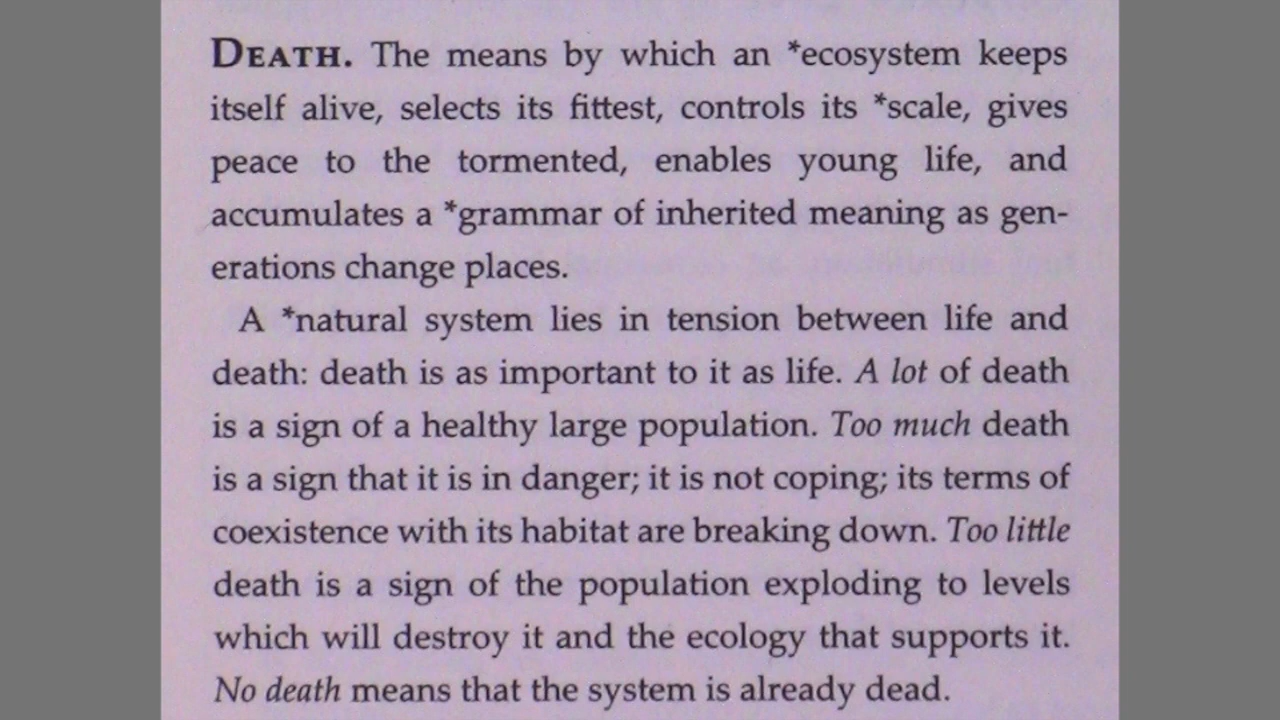 DEATH. The means by which an *ecosystem keeps
itself alive, selects its fittest, controls its *scale, gives
peace to the tormented, enables young life, and
accumulates a *grammar of inherited meaning as gen-
erations change places.
A *natural system lies in tension between life and
death: death is as important to it as life. A lot of death
is a sign of a healthy large population. Too much death
is a sign that it is in danger; it is not coping; its terms of
coexistence with its habitat are breaking down. Too little
death is a sign of the population exploding to levels
which will destroy it and the ecology that supports it.
No death means that the system is already dead.